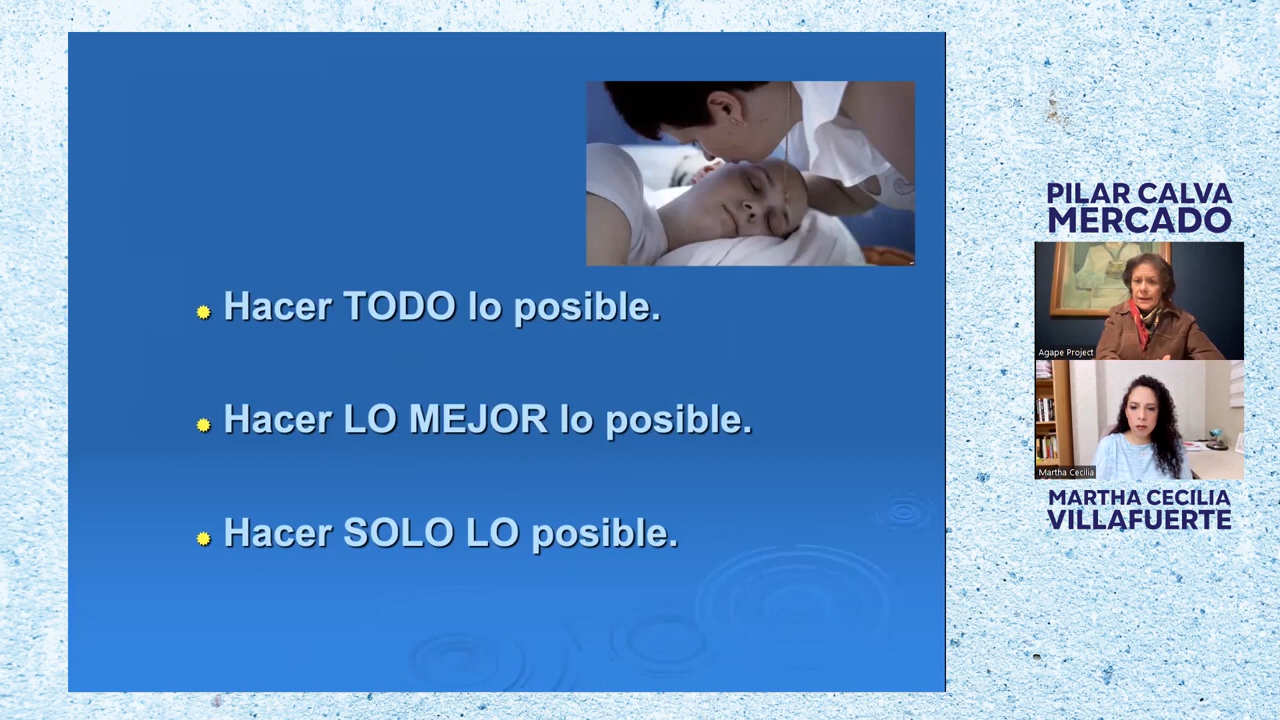 Hacer TODO lo posible.
Hacer LO MEJOR lo posible.
Hacer SOLO LO posible.
PILAR CALVA
MERCADO
Agape Project
Martha Cecilia
MARTHA CECILIA
VILLAFUERTE